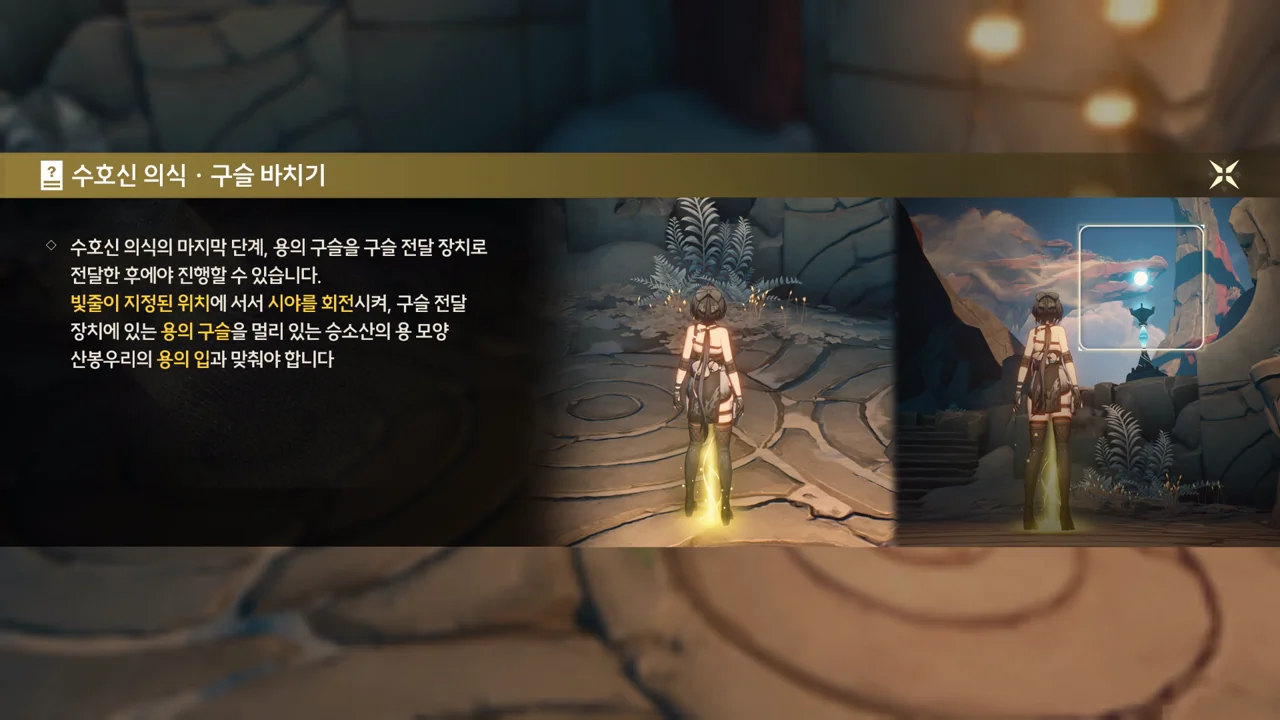 수호신 의식 · 구슬 바치기
수호신 의식의 마지막 단계, 용의 구슬을 구슬 전달 장치로
전달한 후에야 진행할 수 있습니다.
빛줄이 지정된 위치에 서서 시야를 회전시켜, 구슬 전달
장치에 있는 용의 구슬을 멀리 있는 승소산의 용 모양
산봉우리의 용의 입과 맞춰야 합니다